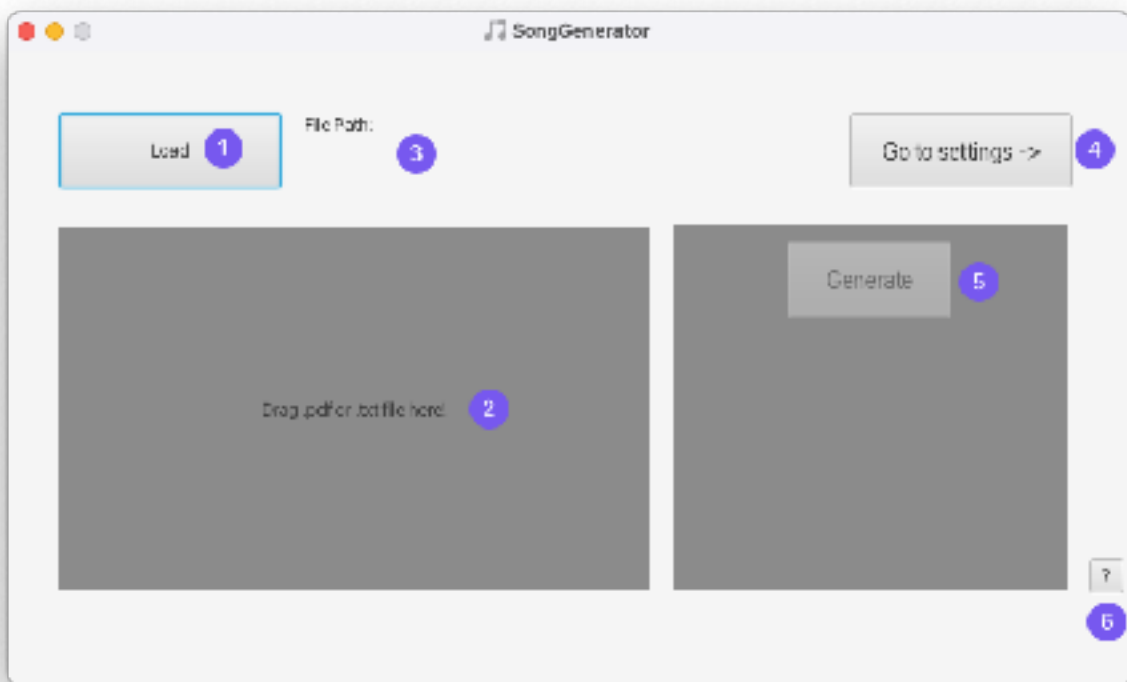 SongGenerator
Load 1
File Path:
3
Go to settings -> 4
Generate 5
Drag .pdf or .txt file here! 2
?
6